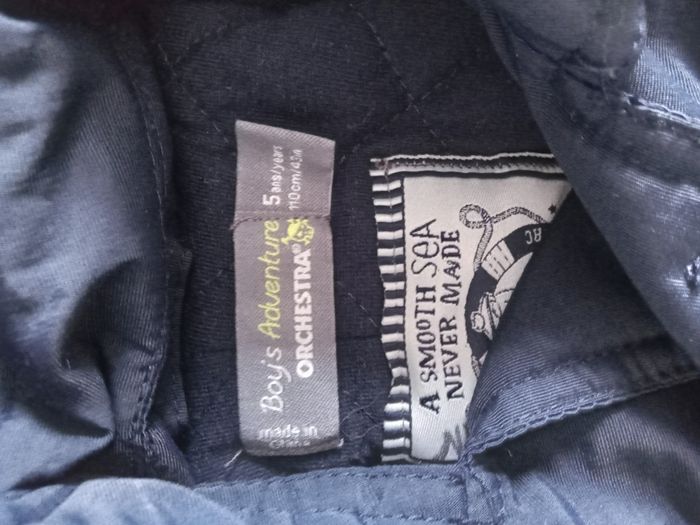 Boy's Adventure
ORCHESTRA®
5 ans/years
110cm/43in
made in
A SMOOTH SEA
NEVER MADE